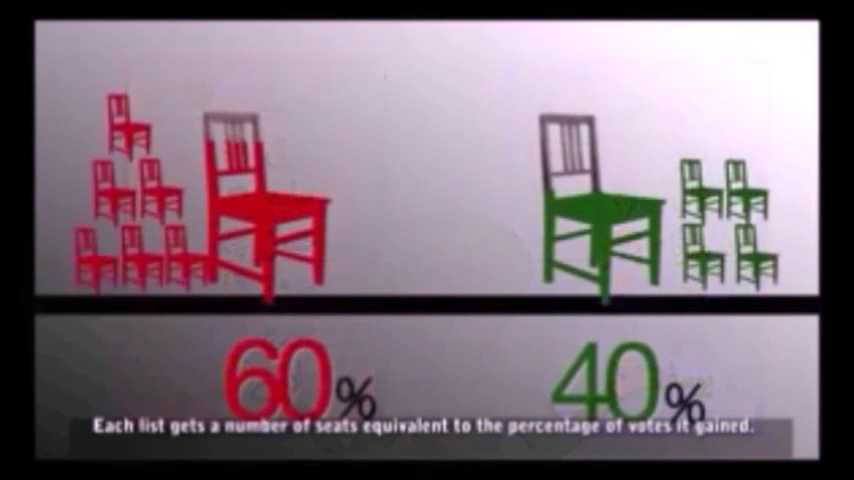 60% 40%
Each list gets a number of seats equivalent to the percentage of votes it gained.